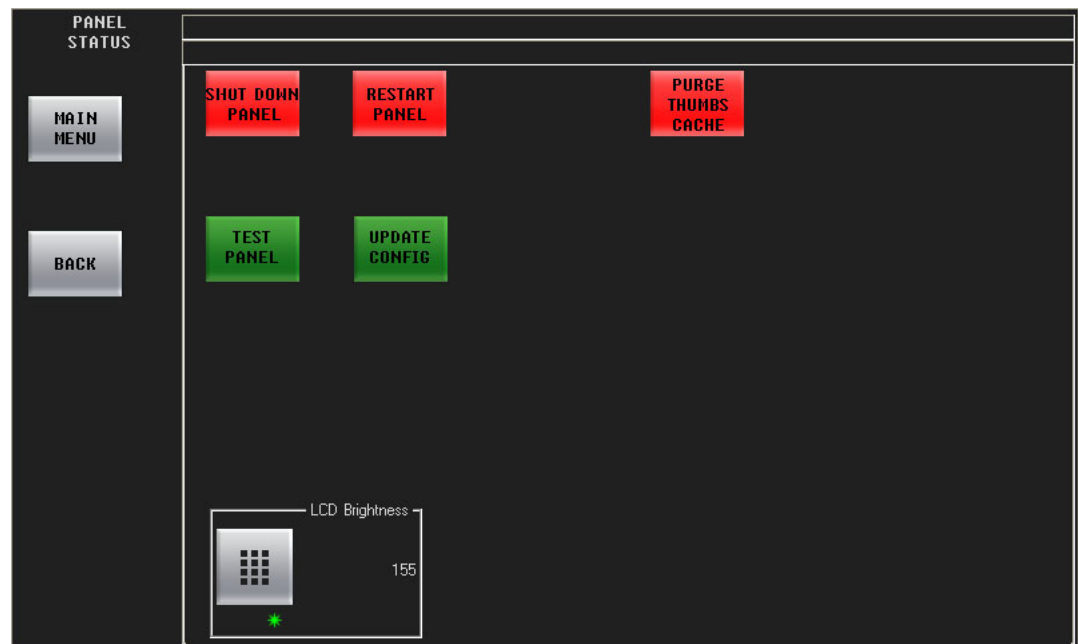 PANEL
STATUS
MAIN
MENU
BACK
SHUT DOWN
PANEL
RESTART
PANEL
PURGE
THUMBS
CACHE
TEST
PANEL
UPDATE
CONFIG
LCD Brightness
155